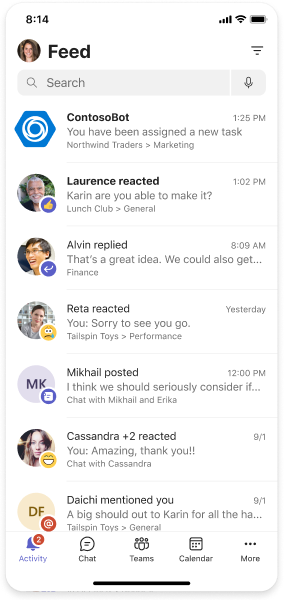 8:14
Feed
Search
ContosoBot 1:25 PM
You have been assigned a new task
Northwind Traders > Marketing
Laurence reacted 1:02 PM
Karin are you able to make it?
Lunch Club > General
Alvin replied 8:09 AM
That's a great idea. We could also get...
Finance
Reta reacted Yesterday
You: Sorry to see you go.
Tailspin Toys > Performance
MK
Mikhail posted 12:00 PM
I think we should seriously consider if...
Chat with Mikhail and Erika
Cassandra +2 reacted 9/1
You: Amazing, thank you!!
Chat with Cassandra
DF
@
Daichi mentioned you 9/1
A big should out to Karin for all the ha...
Tailspin Toys > General
2
Activity Chat Teams Calendar More